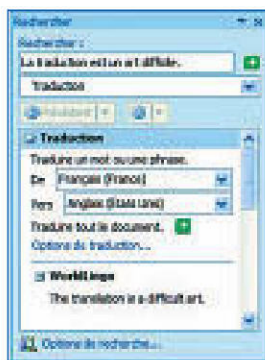 Rechercher
Rechercher :
La traduction est un art difficile.
Traduction
Précédent
Traduction
Traduire un mot ou une phrase.
De Français (France)
Vers Anglais (États-Unis)
Traduire tout le document.
Options de traduction...
WorldLingo
The translation is a difficult art.
Options de recherche...